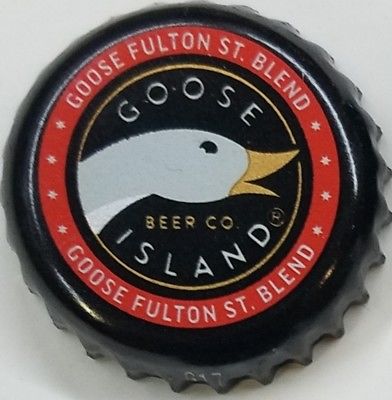 GOOSE FULTON ST. BLEND
GOOSE
BEER CO.
ISLAND®
GOOSE FULTON ST. BLEND